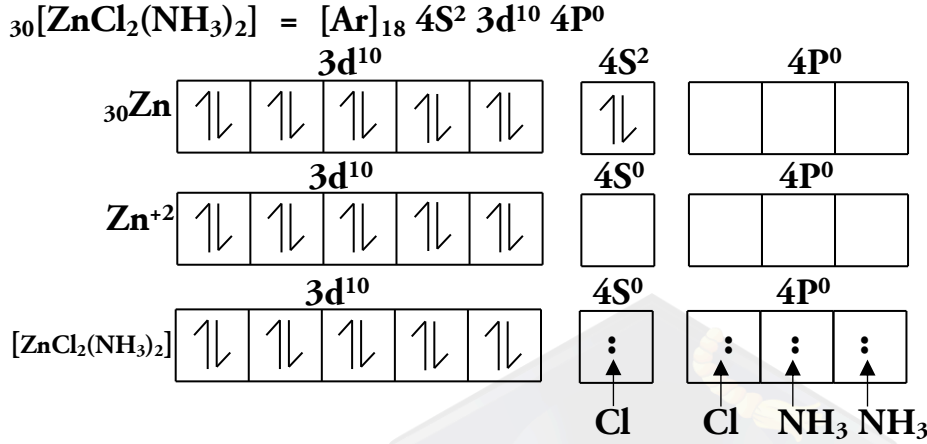 ₃₀[ZnCl₂(NH₃)₂] = [Ar]₁₈ 4S² 3d¹⁰ 4P⁰
3d¹⁰ 4S² 4P⁰
₃₀Zn
3d¹⁰ 4S⁰ 4P⁰
Zn⁺²
3d¹⁰ 4S⁰ 4P⁰
[ZnCl₂(NH₃)₂]
Cl Cl NH₃ NH₃